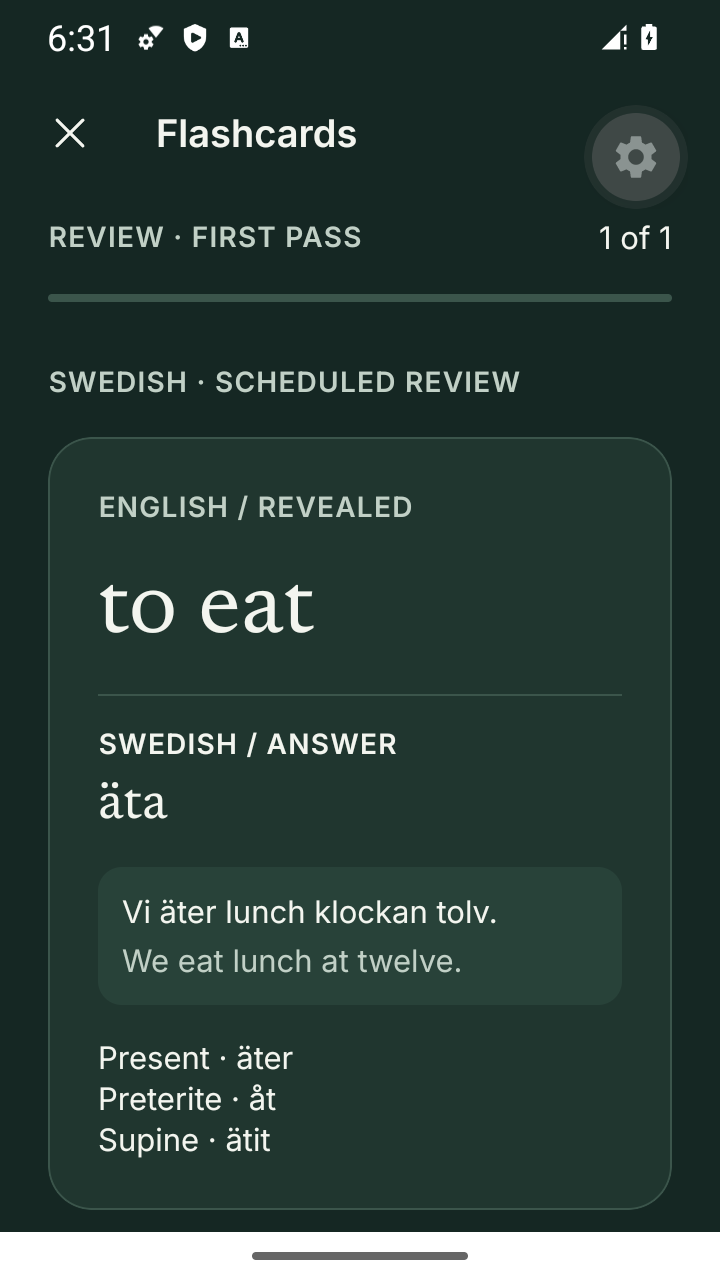 6:31
Flashcards
REVIEW · FIRST PASS
1 of 1
SWEDISH · SCHEDULED REVIEW
ENGLISH / REVEALED
to eat
SWEDISH / ANSWER
äta
Vi äter lunch klockan tolv.
We eat lunch at twelve.
Present · äter
Preterite · åt
Supine · ätit